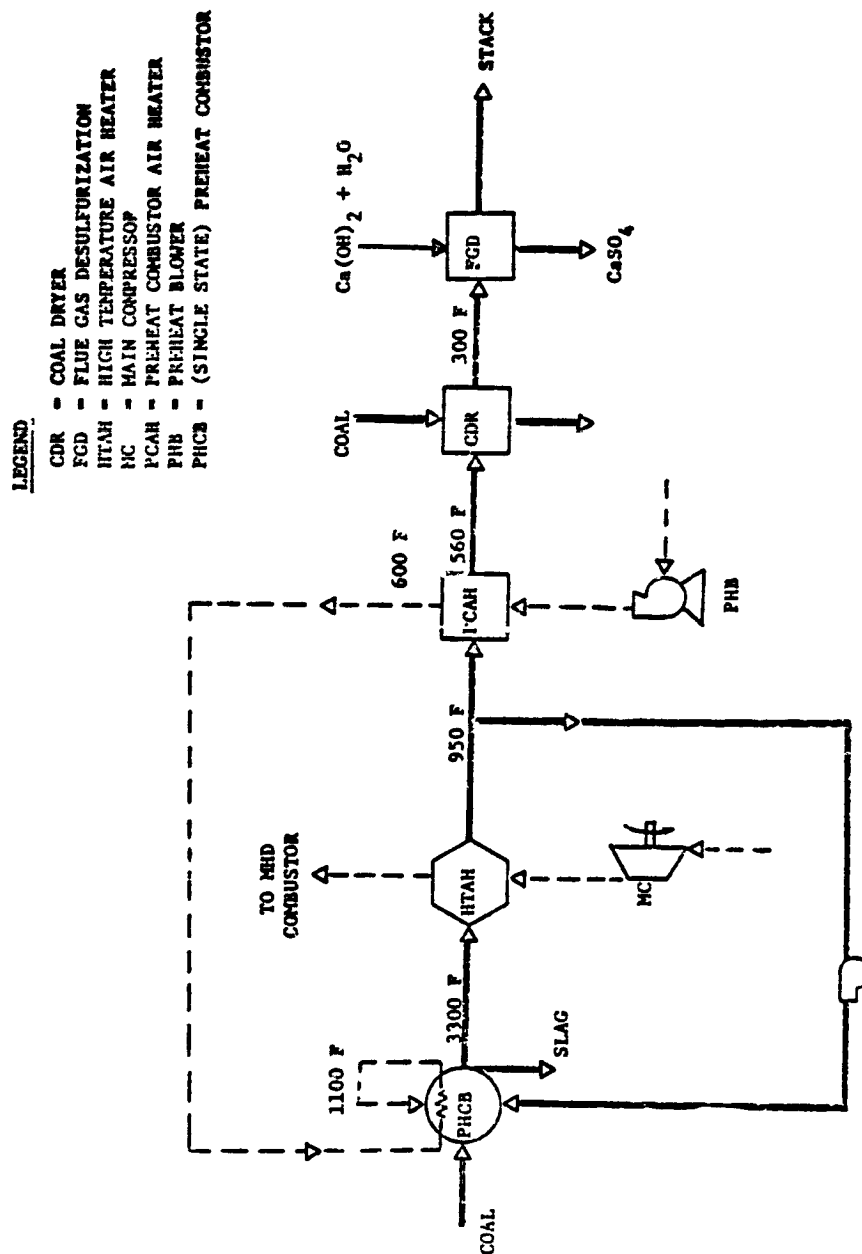 LEGEND
CDR = COAL DRYER
FGD = FLUE GAS DESULFURIZATION
HTAH = HIGH TEMPERATURE AIR HEATER
MC = MAIN COMPRESSOR
PCAH = PREHEAT COMBUSTOR AIR HEATER
PHB = PREHEAT BLOWER
PHCB = (SINGLE STATE) PREHEAT COMBUSTOR
COAL
PHCB
1100 F
SLAG
HTAH
TO MHD
COMBUSTOR
MC
950 F
PCAH
600 F
560 F
PHB
COAL
CDR
300 F
Ca(OH)₂ + H₂O
FGD
CaSO₄
STACK